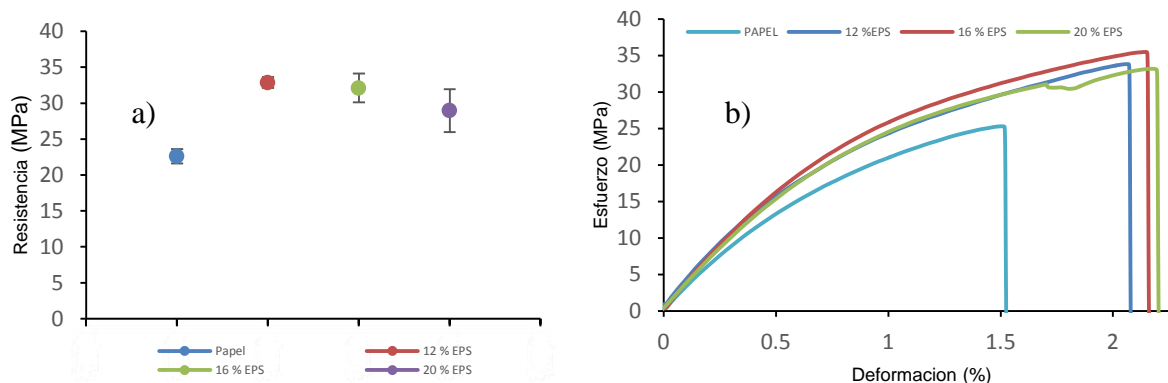 40
35
30
25
20
15
10
5
0
Resistencia (MPa)
a)
Papel
12 % EPS
16 % EPS
20 % EPS
PAPEL
12 %EPS
16 % EPS
20 % EPS
40
35
30
25
20
15
10
5
0
Esfuerzo (MPa)
b)
0
0.5
1
1.5
2
Deformacion (%)